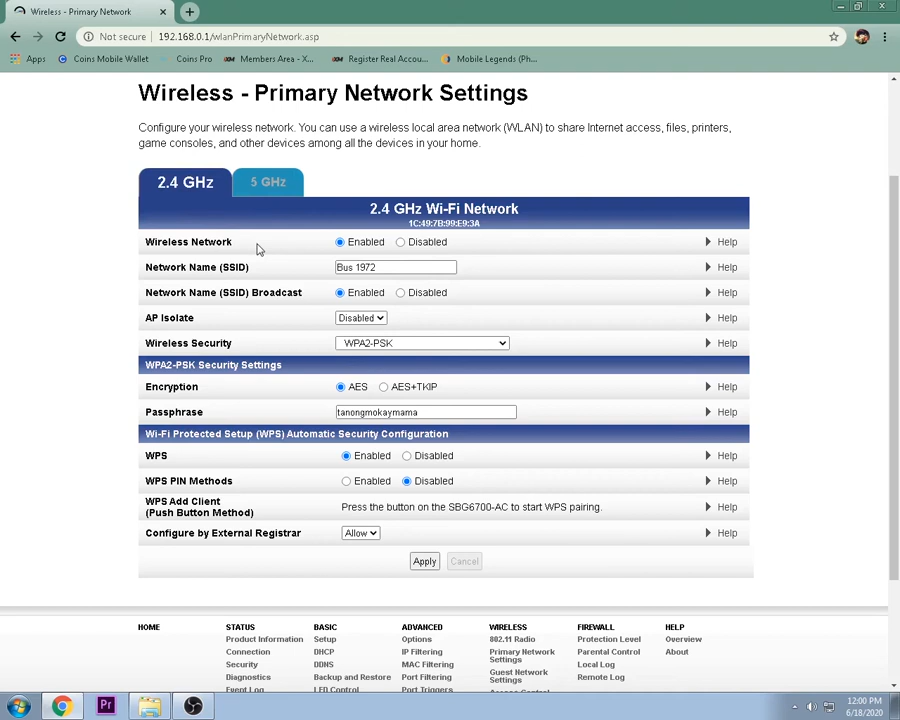 Wireless - Primary Network
Not secure 192.168.0.1/wlanPrimaryNetwork.asp
Apps Coins Mobile Wallet Coins Pro Members Area - X... Register Real Accou... Mobile Legends (Ph...
Wireless - Primary Network Settings
Configure your wireless network. You can use a wireless local area network (WLAN) to share Internet access, files, printers,
game consoles, and other devices among all the devices in your home.
2.4 GHz 5 GHz
2.4 GHz Wi-Fi Network
1C:49:7B:99:E9:3A
Wireless Network Enabled Disabled Help
Network Name (SSID) Bus 1972 Help
Network Name (SSID) Broadcast Enabled Disabled Help
AP Isolate Disabled Help
Wireless Security WPA2-PSK Help
WPA2-PSK Security Settings
Encryption AES AES+TKIP Help
Passphrase tanongmokaymama Help
Wi-Fi Protected Setup (WPS) Automatic Security Configuration
WPS Enabled Disabled Help
WPS PIN Methods Enabled Disabled Help
WPS Add Client
(Push Button Method) Press the button on the SBG6700-AC to start WPS pairing. Help
Configure by External Registrar Allow Help
Apply Cancel
HOME STATUS BASIC ADVANCED WIRELESS FIREWALL HELP
Product Information Setup Options 802.11 Radio Protection Level Overview
Connection DHCP IP Filtering Primary Network Settings Parental Control About
Security DDNS MAC Filtering Guest Network Settings Local Log
Diagnostics Backup and Restore Port Filtering Remote Log
Event Log LED Control Port Triggers Access Control
Pr
12:00 PM
6/18/2020